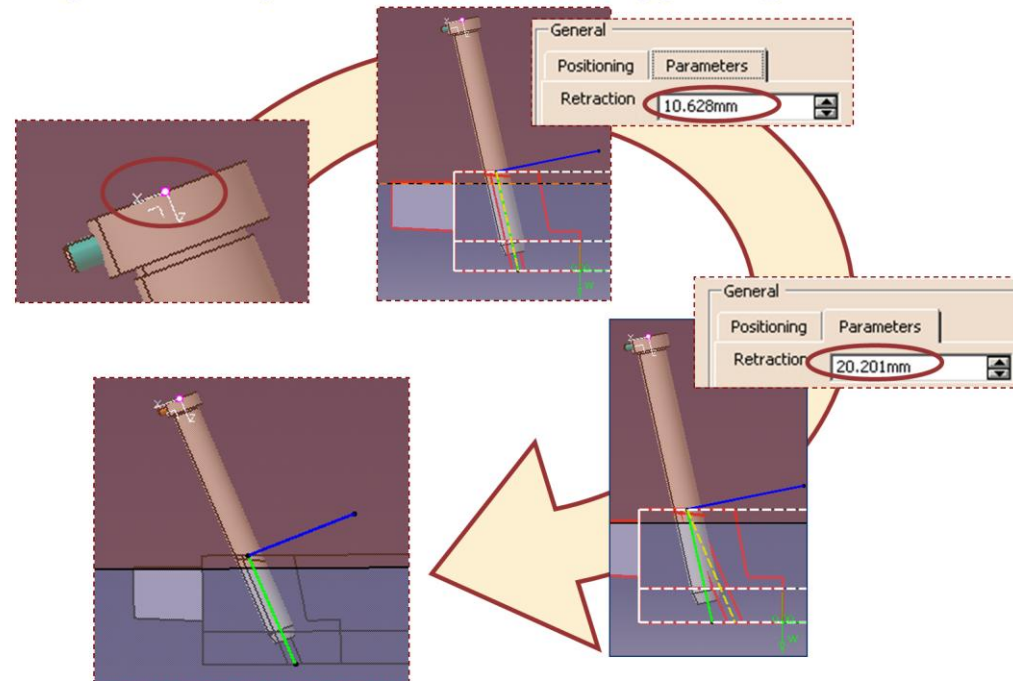 General
Positioning Parameters
Retraction 10.628mm
General
Positioning Parameters
Retraction 20.201mm
w